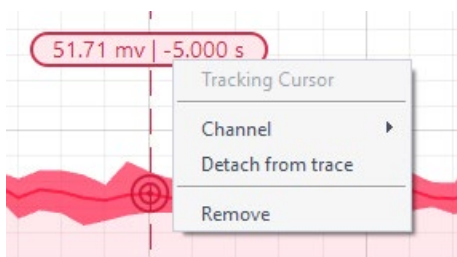 51.71 mv | -5.000 s
Tracking Cursor
Channel
Detach from trace
Remove